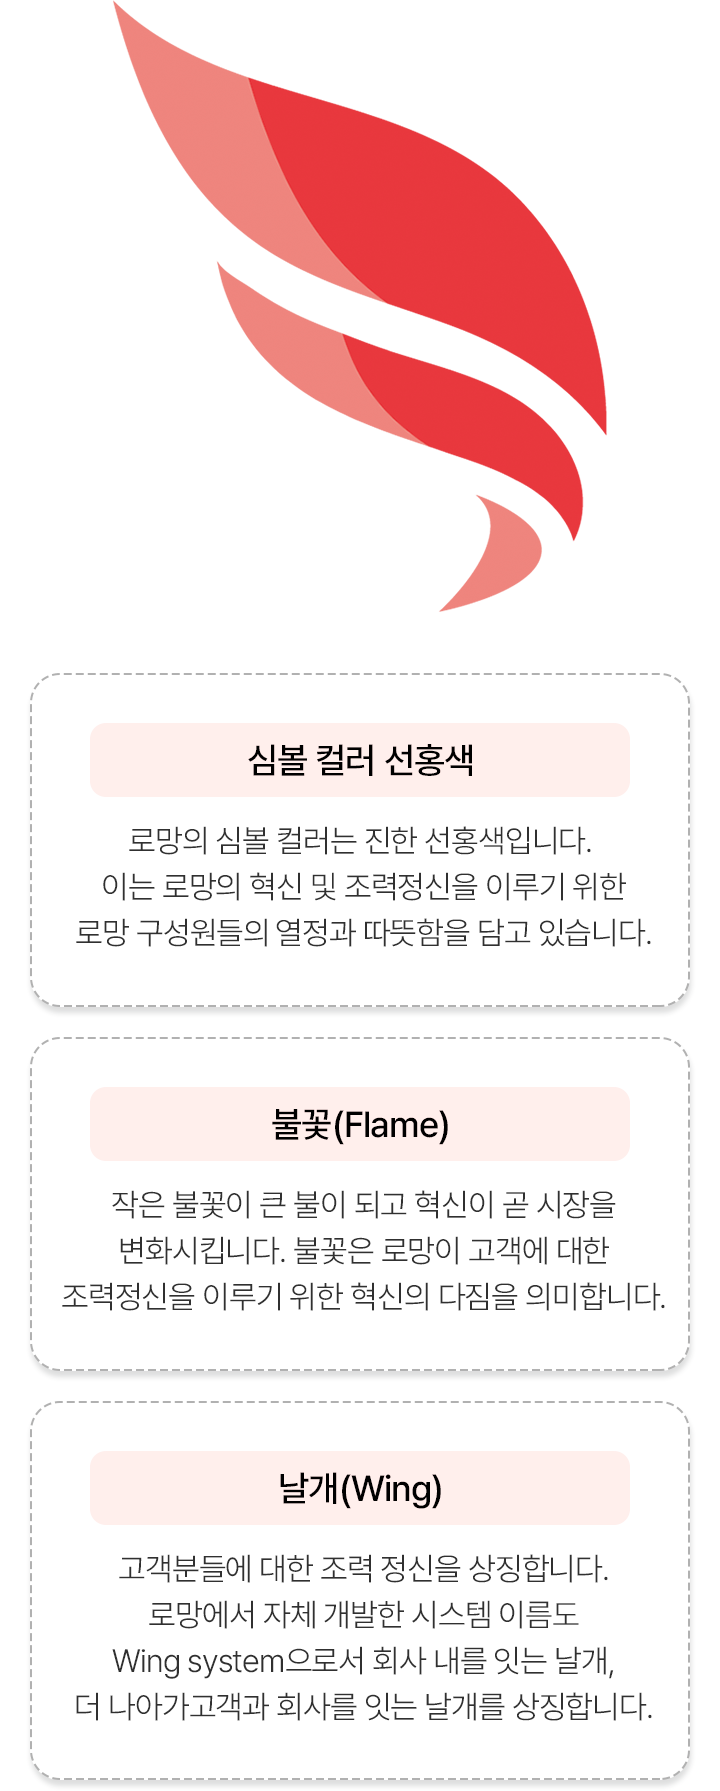 심볼 컬러 선홍색
로망의 심볼 컬러는 진한 선홍색입니다.
이는 로망의 혁신 및 조력정신을 이루기 위한
로망 구성원들의 열정과 따뜻함을 담고 있습니다.
불꽃(Flame)
작은 불꽃이 큰 불이 되고 혁신이 곧 시장을
변화시킵니다. 불꽃은 로망이 고객에 대한
조력정신을 이루기 위한 혁신의 다짐을 의미합니다.
날개(Wing)
고객분들에 대한 조력 정신을 상징합니다.
로망에서 자체 개발한 시스템 이름도
Wing system으로서 회사 내를 잇는 날개,
더 나아가고객과 회사를 잇는 날개를 상징합니다.